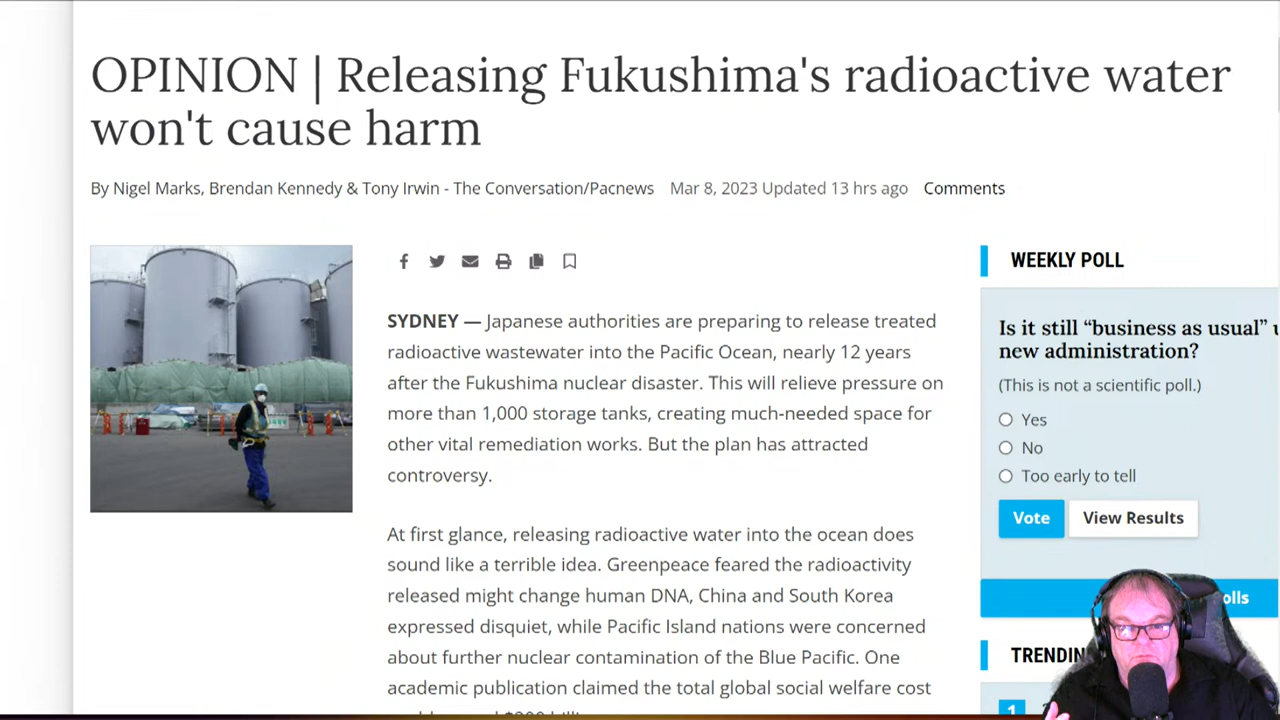 OPINION | Releasing Fukushima's radioactive water
won't cause harm
By Nigel Marks, Brendan Kennedy & Tony Irwin - The Conversation/Pacnews Mar 8, 2023 Updated 13 hrs ago Comments
SYDNEY — Japanese authorities are preparing to release treated
radioactive wastewater into the Pacific Ocean, nearly 12 years
after the Fukushima nuclear disaster. This will relieve pressure on
more than 1,000 storage tanks, creating much-needed space for
other vital remediation works. But the plan has attracted
controversy.
At first glance, releasing radioactive water into the ocean does
sound like a terrible idea. Greenpeace feared the radioactivity
released might change human DNA, China and South Korea
expressed disquiet, while Pacific Island nations were concerned
about further nuclear contamination of the Blue Pacific. One
academic publication claimed the total global social welfare cost
WEEKLY POLL
Is it still “business as usual”
new administration?
(This is not a scientific poll.)
Yes
No
Too early to tell
Vote View Results
olls
TRENDIN
1